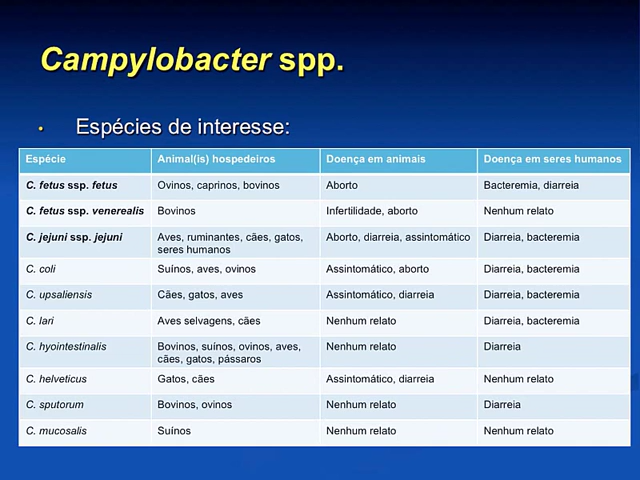 Campylobacter spp.
• Espécies de interesse:
Espécie Animal(is) hospedeiros Doença em animais Doença em seres humanos
C. fetus ssp. fetus Ovinos, caprinos, bovinos Aborto Bacteremia, diarreia
C. fetus ssp. venerealis Bovinos Infertilidade, aborto Nenhum relato
C. jejuni ssp. jejuni Aves, ruminantes, cães, gatos, Aborto, diarreia, assintomático Diarreia, bacteremia
seres humanos
C. coli Suínos, aves, ovinos Assintomático, aborto Diarreia, bacteremia
C. upsaliensis Cães, gatos, aves Assintomático, diarreia Diarreia, bacteremia
C. lari Aves selvagens, cães Nenhum relato Diarreia, bacteremia
C. hyointestinalis Bovinos, suínos, ovinos, aves, Nenhum relato Diarreia
cães, gatos, pássaros
C. helveticus Gatos, cães Assintomático, diarreia Nenhum relato
C. sputorum Bovinos, ovinos Nenhum relato Diarreia
C. mucosalis Suínos Nenhum relato Nenhum relato